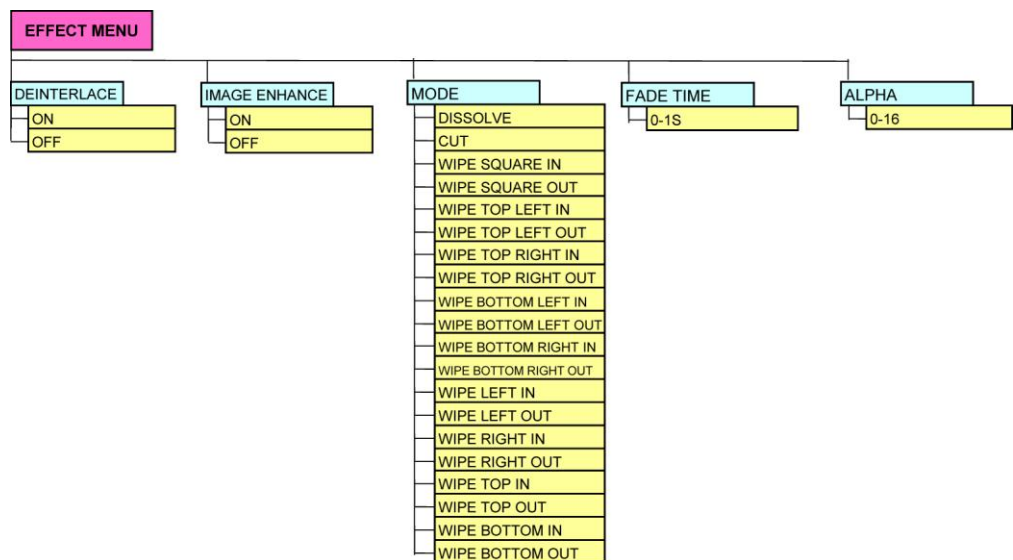 EFFECT MENU
DEINTERLACE
ON
OFF
IMAGE ENHANCE
ON
OFF
MODE
DISSOLVE
CUT
WIPE SQUARE IN
WIPE SQUARE OUT
WIPE TOP LEFT IN
WIPE TOP LEFT OUT
WIPE TOP RIGHT IN
WIPE TOP RIGHT OUT
WIPE BOTTOM LEFT IN
WIPE BOTTOM LEFT OUT
WIPE BOTTOM RIGHT IN
WIPE BOTTOM RIGHT OUT
WIPE LEFT IN
WIPE LEFT OUT
WIPE RIGHT IN
WIPE RIGHT OUT
WIPE TOP IN
WIPE TOP OUT
WIPE BOTTOM IN
WIPE BOTTOM OUT
FADE TIME
0-1S
ALPHA
0-16